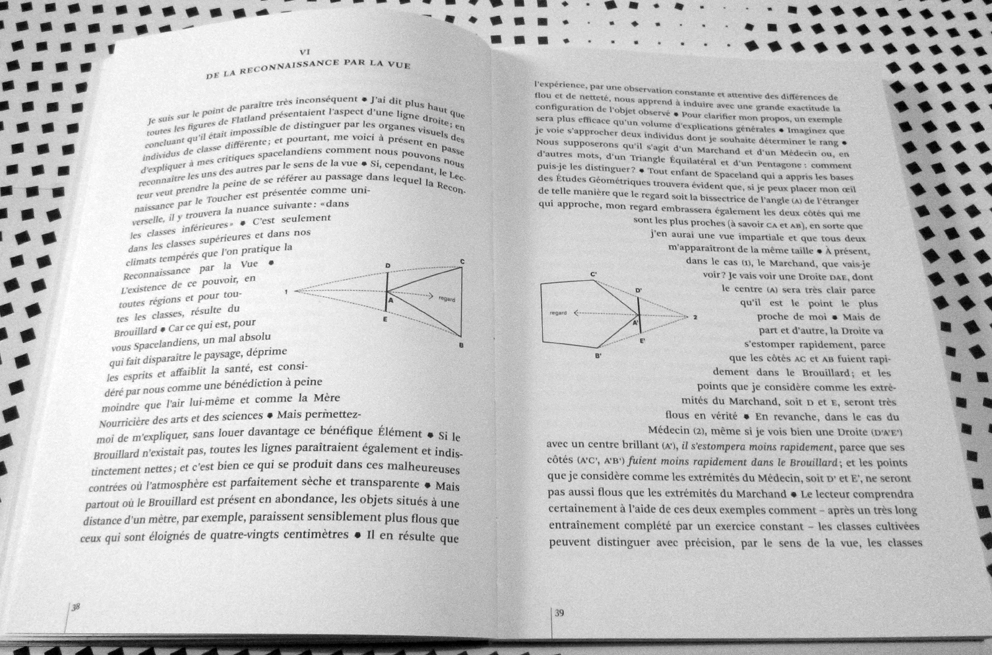 VI
DE LA RECONNAISSANCE PAR LA VUE
Je suis sur le point de paraître très inconséquent ● J'ai dit plus haut que
toutes les figures de Flatland présentaient l'aspect d'une ligne droite; en
concluant qu'il était impossible de distinguer par les organes visuels des
individus de classe différente; et pourtant, me voici à présent en passe
d'expliquer à mes critiques spacelandiens comment nous pouvons nous
reconnaître les uns des autres par le sens de la vue ● Si, cependant, le Lec-
teur veut prendre la peine de se référer au passage dans lequel la Recon-
naissance par le Toucher est présentée comme uni-
verselle, il y trouvera la nuance suivante: «dans
les classes inférieures» ● C'est seulement
dans les classes supérieures et dans nos
climats tempérés que l'on pratique la
Reconnaissance par la Vue ●
L'existence de ce pouvoir, en
toutes régions et pour tou-
tes les classes, résulte du
Brouillard ● Car ce qui est, pour
vous Spacelandiens, un mal absolu
qui fait disparaître le paysage, déprime
les esprits et affaiblit la santé, est consi-
déré par nous comme une bénédiction à peine
moindre que l'air lui-même et comme la Mère
Nourricière des arts et des sciences ● Mais permettez-
moi de m'expliquer, sans louer davantage ce bénéfique Élément ● Si le
Brouillard n'existait pas, toutes les lignes paraîtraient également et indis-
tinctement nettes; et c'est bien ce qui se produit dans ces malheureuses
contrées où l'atmosphère est parfaitement sèche et transparente ● Mais
partout où le Brouillard est présent en abondance, les objets situés à une
distance d'un mètre, par exemple, paraissent sensiblement plus flous que
ceux qui sont éloignés de quatre-vingts centimètres ● Il en résulte que
1
D
C
A
regard
E
B
38
l'expérience, par une observation constante et attentive des différences de
flou et de netteté, nous apprend à induire avec une grande exactitude la
configuration de l'objet observé ● Pour clarifier mon propos, un exemple
sera plus efficace qu'un volume d'explications générales ● Imaginez que
je voie s'approcher deux individus dont je souhaite déterminer le rang ●
Nous supposerons qu'il s'agit d'un Marchand et d'un Médecin ou, en
d'autres mots, d'un Triangle Équilatéral et d'un Pentagone: comment
puis-je les distinguer? ● Tout enfant de Spaceland qui a appris les bases
des Études Géométriques trouvera évident que, si je peux placer mon œil
de telle manière que le regard soit la bissectrice de l'angle (A) de l'étranger
qui approche, mon regard embrassera également les deux côtés qui me
sont les plus proches (à savoir CA et AB), en sorte que
j'en aurai une vue impartiale et que tous deux
m'apparaîtront de la même taille ● À présent,
dans le cas (1), le Marchand, que vais-je
voir? Je vais voir une Droite DAE, dont
le centre (A) sera très clair parce
qu'il est le point le plus
proche de moi ● Mais de
part et d'autre, la Droite va
s'estomper rapidement, parce
que les côtés AC et AB fuient rapi-
dement dans le Brouillard; et les
points que je considère comme les extré-
mités du Marchand, soit D et E, seront très
flous en vérité ● En revanche, dans le cas du
Médecin (2), même si je vois bien une Droite (D'A'E')
avec un centre brillant (A'), il s'estompera moins rapidement, parce que ses
côtés (A'C', A'B') fuient moins rapidement dans le Brouillard; et les points
que je considère comme les extrémités du Médecin, soit D' et E', ne seront
pas aussi flous que les extrémités du Marchand ● Le lecteur comprendra
certainement à l'aide de ces deux exemples comment – après un très long
entraînement complété par un exercice constant – les classes cultivées
peuvent distinguer avec précision, par le sens de la vue, les classes
C'
D'
regard
A'
2
E'
B'
39